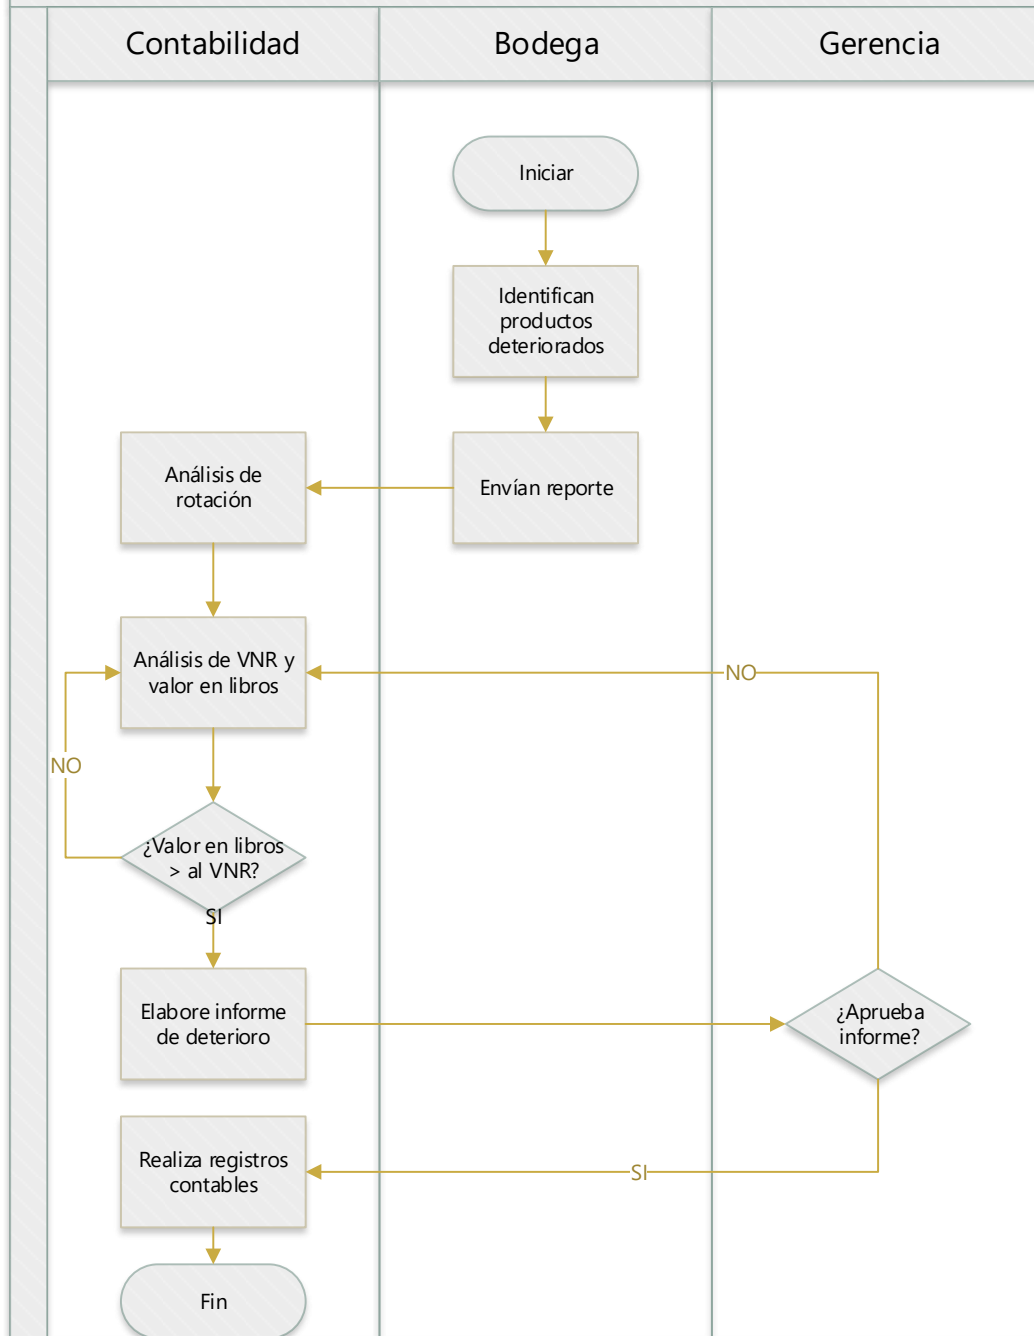 Contabilidad
Bodega
Gerencia
Iniciar
Identifican
productos
deteriorados
Análisis de
rotación
Envían reporte
Análisis de VNR y
valor en libros
NO
NO
¿Valor en libros
> al VNR?
SI
Elabore informe
de deterioro
¿Aprueba
informe?
Realiza registros
contables
SI
Fin